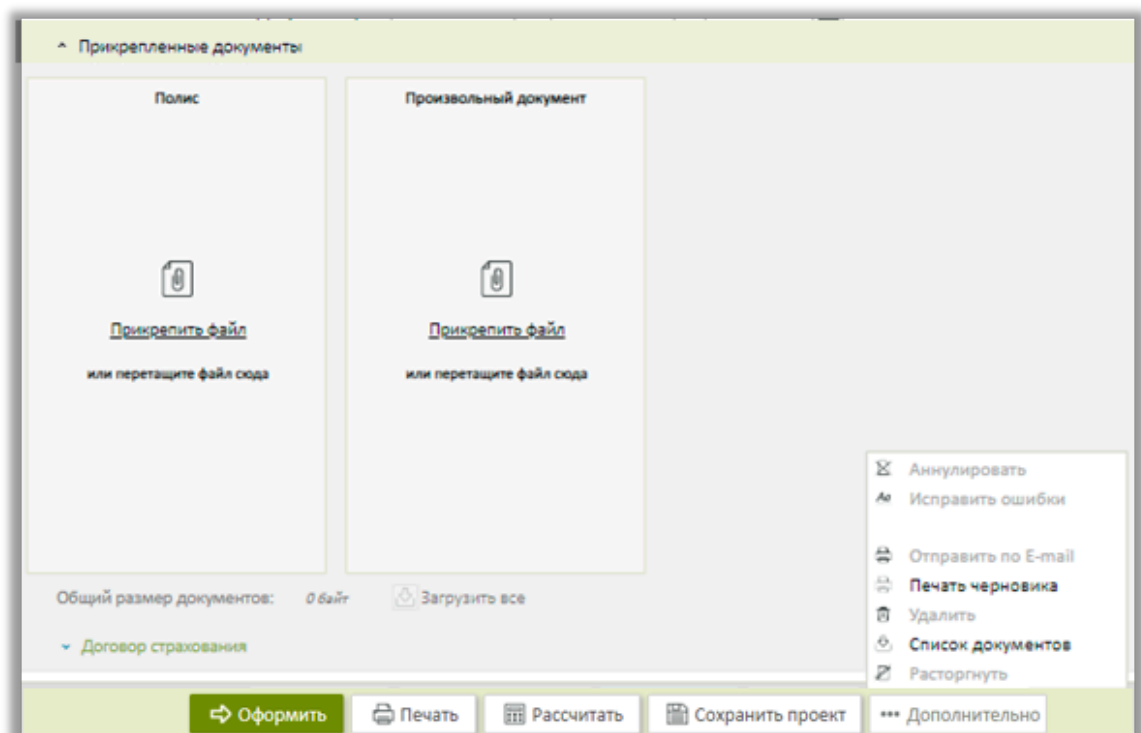 Прикрепленные документы
Полис
Произвольный документ
Прикрепить файл
Прикрепить файл
или перетащите файл сюда
или перетащите файл сюда
Аннулировать
Исправить ошибки
Отправить по E-mail
Печать черновика
Удалить
Список документов
Расторгнуть
Общий размер документов: 0 байт Загрузить все
Договор страхования
Оформить Печать Рассчитать Сохранить проект Дополнительно